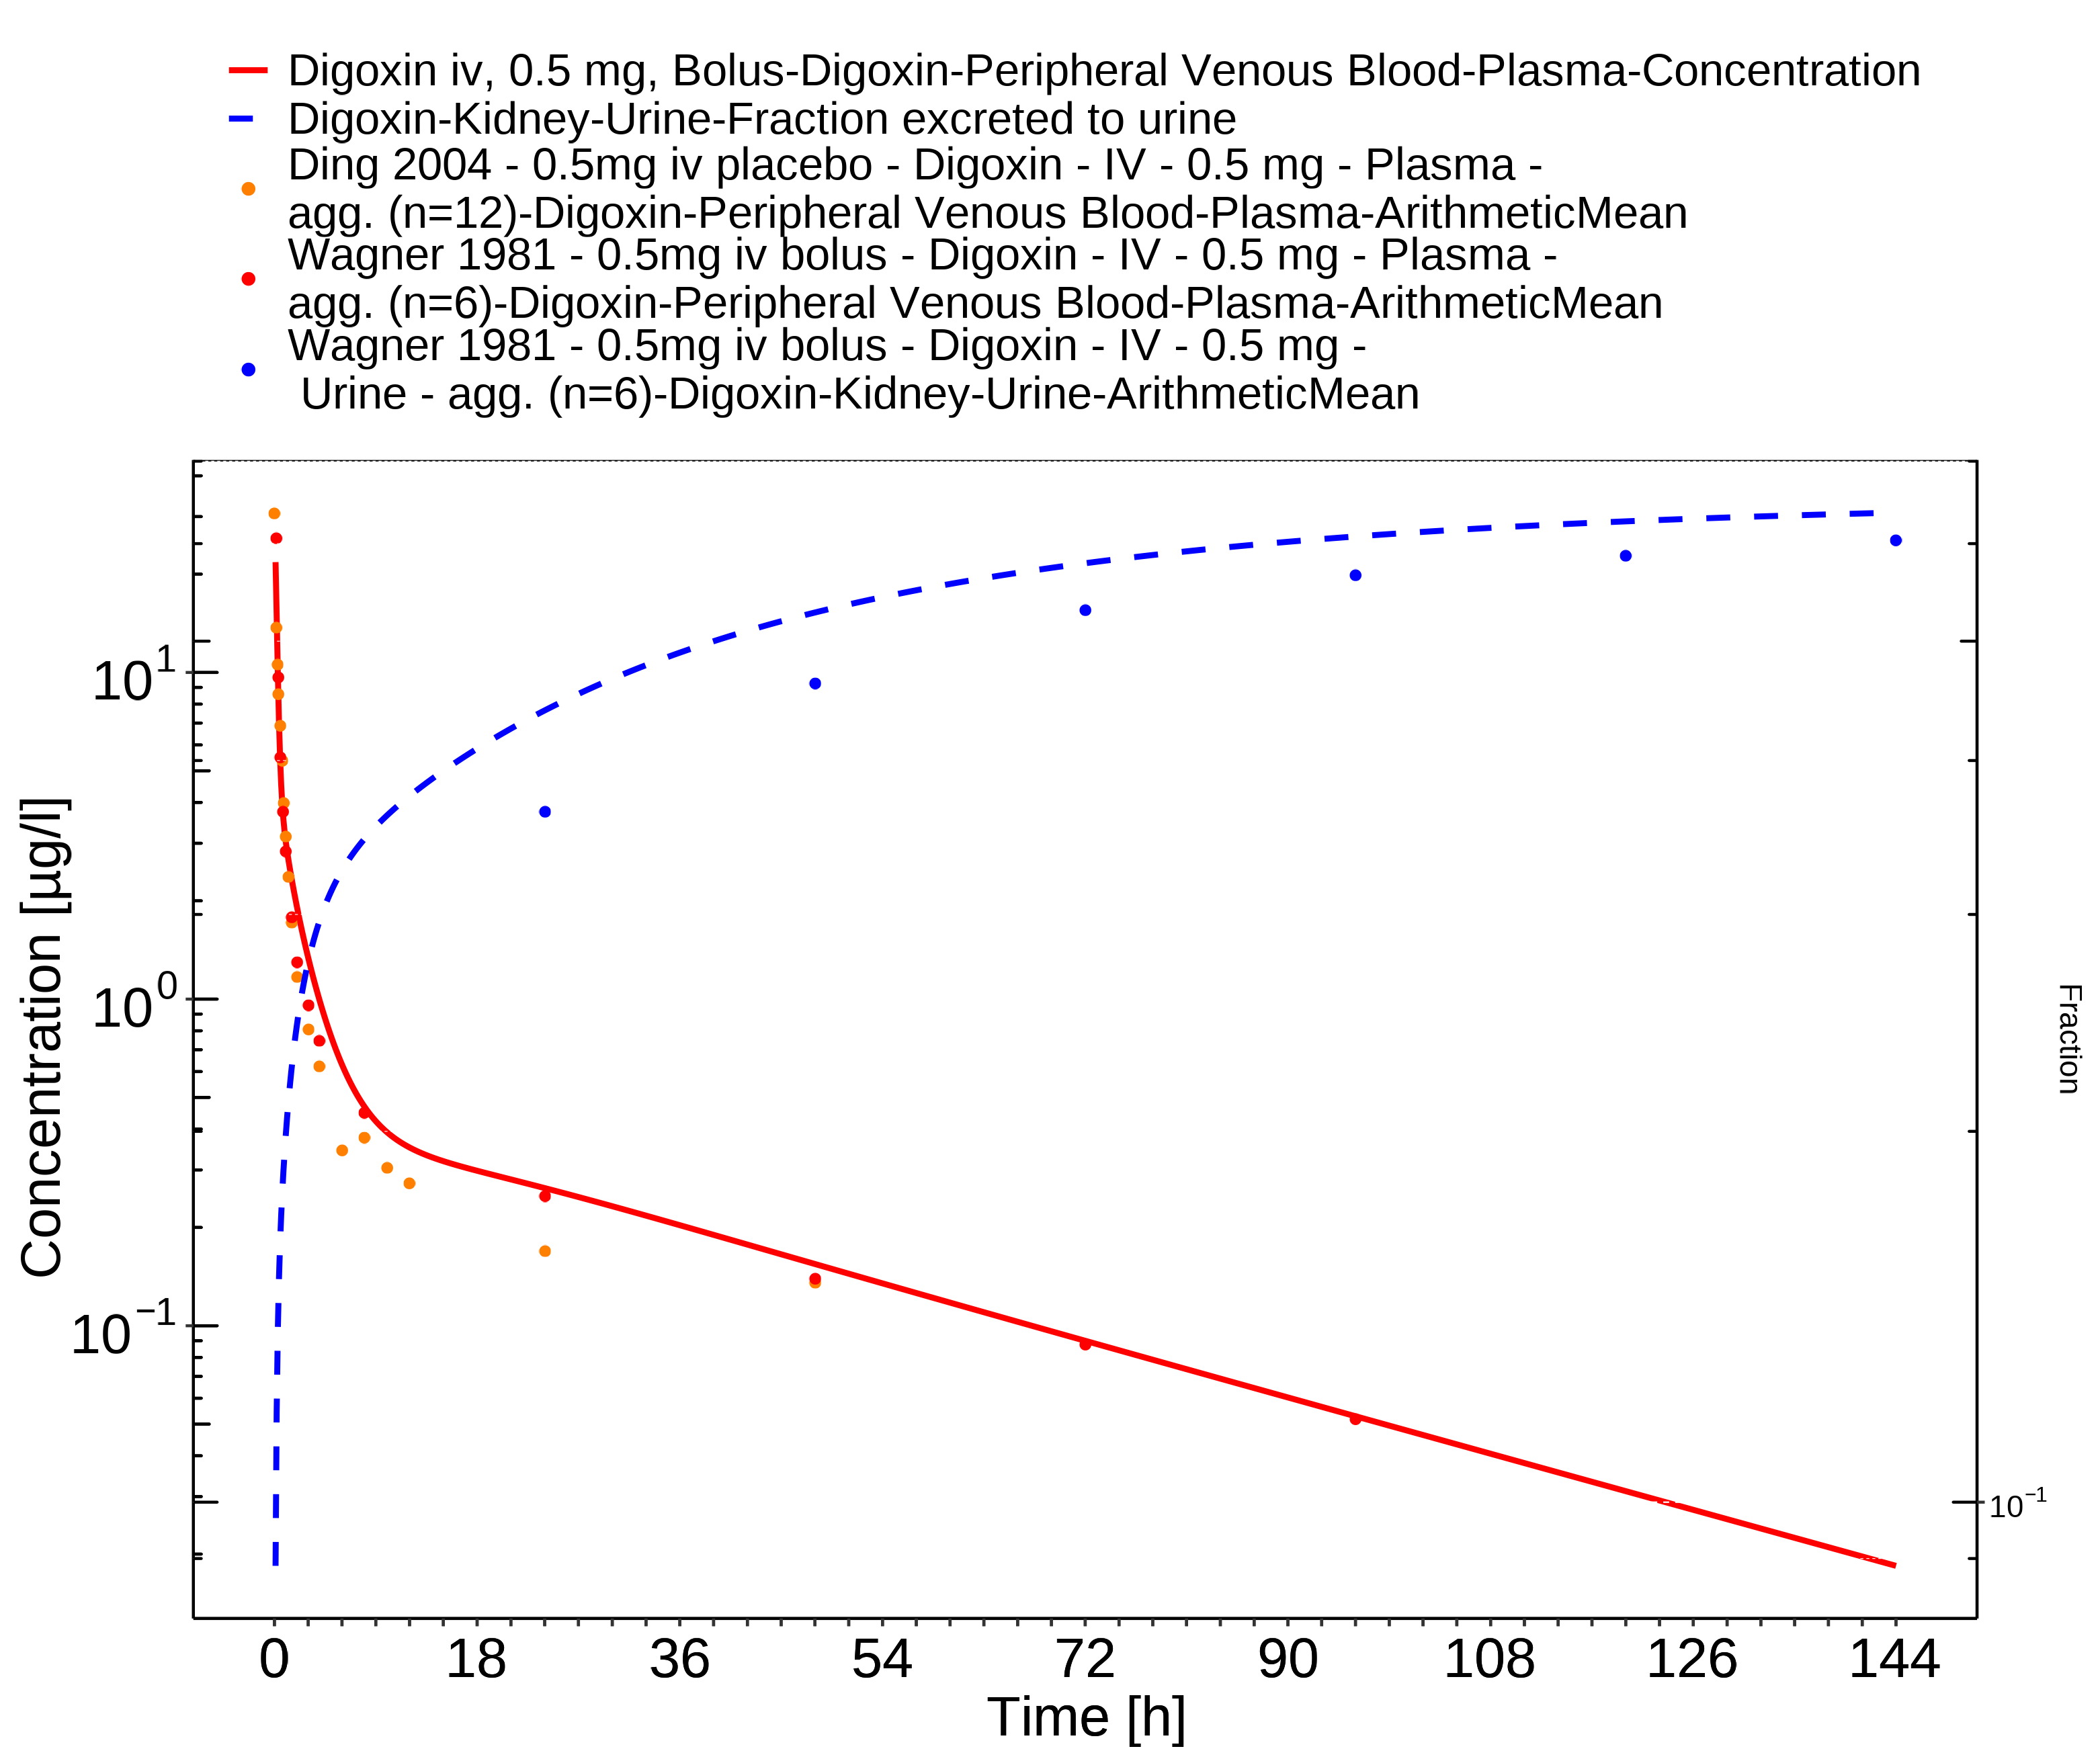 Digoxin iv, 0.5 mg, Bolus-Digoxin-Peripheral Venous Blood-Plasma-Concentration
Digoxin-Kidney-Urine-Fraction excreted to urine
Ding 2004 - 0.5mg iv placebo - Digoxin - IV - 0.5 mg - Plasma -
agg. (n=12)-Digoxin-Peripheral Venous Blood-Plasma-ArithmeticMean
Wagner 1981 - 0.5mg iv bolus - Digoxin - IV - 0.5 mg - Plasma -
agg. (n=6)-Digoxin-Peripheral Venous Blood-Plasma-ArithmeticMean
Wagner 1981 - 0.5mg iv bolus - Digoxin - IV - 0.5 mg -
Urine - agg. (n=6)-Digoxin-Kidney-Urine-ArithmeticMean
10¹
10⁰
10⁻¹
Concentration [µg/l]
Fraction
10⁻¹
0 18 36 54 72 90 108 126 144
Time [h]